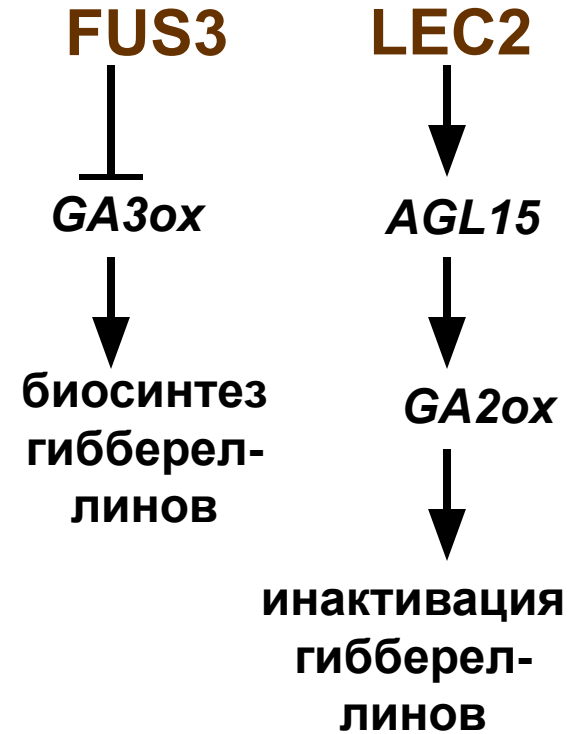 FUS3
GA3ox
биосинтез
гибберел-
линов
LEC2
AGL15
GA2ox
инактивация
гибберел-
линов